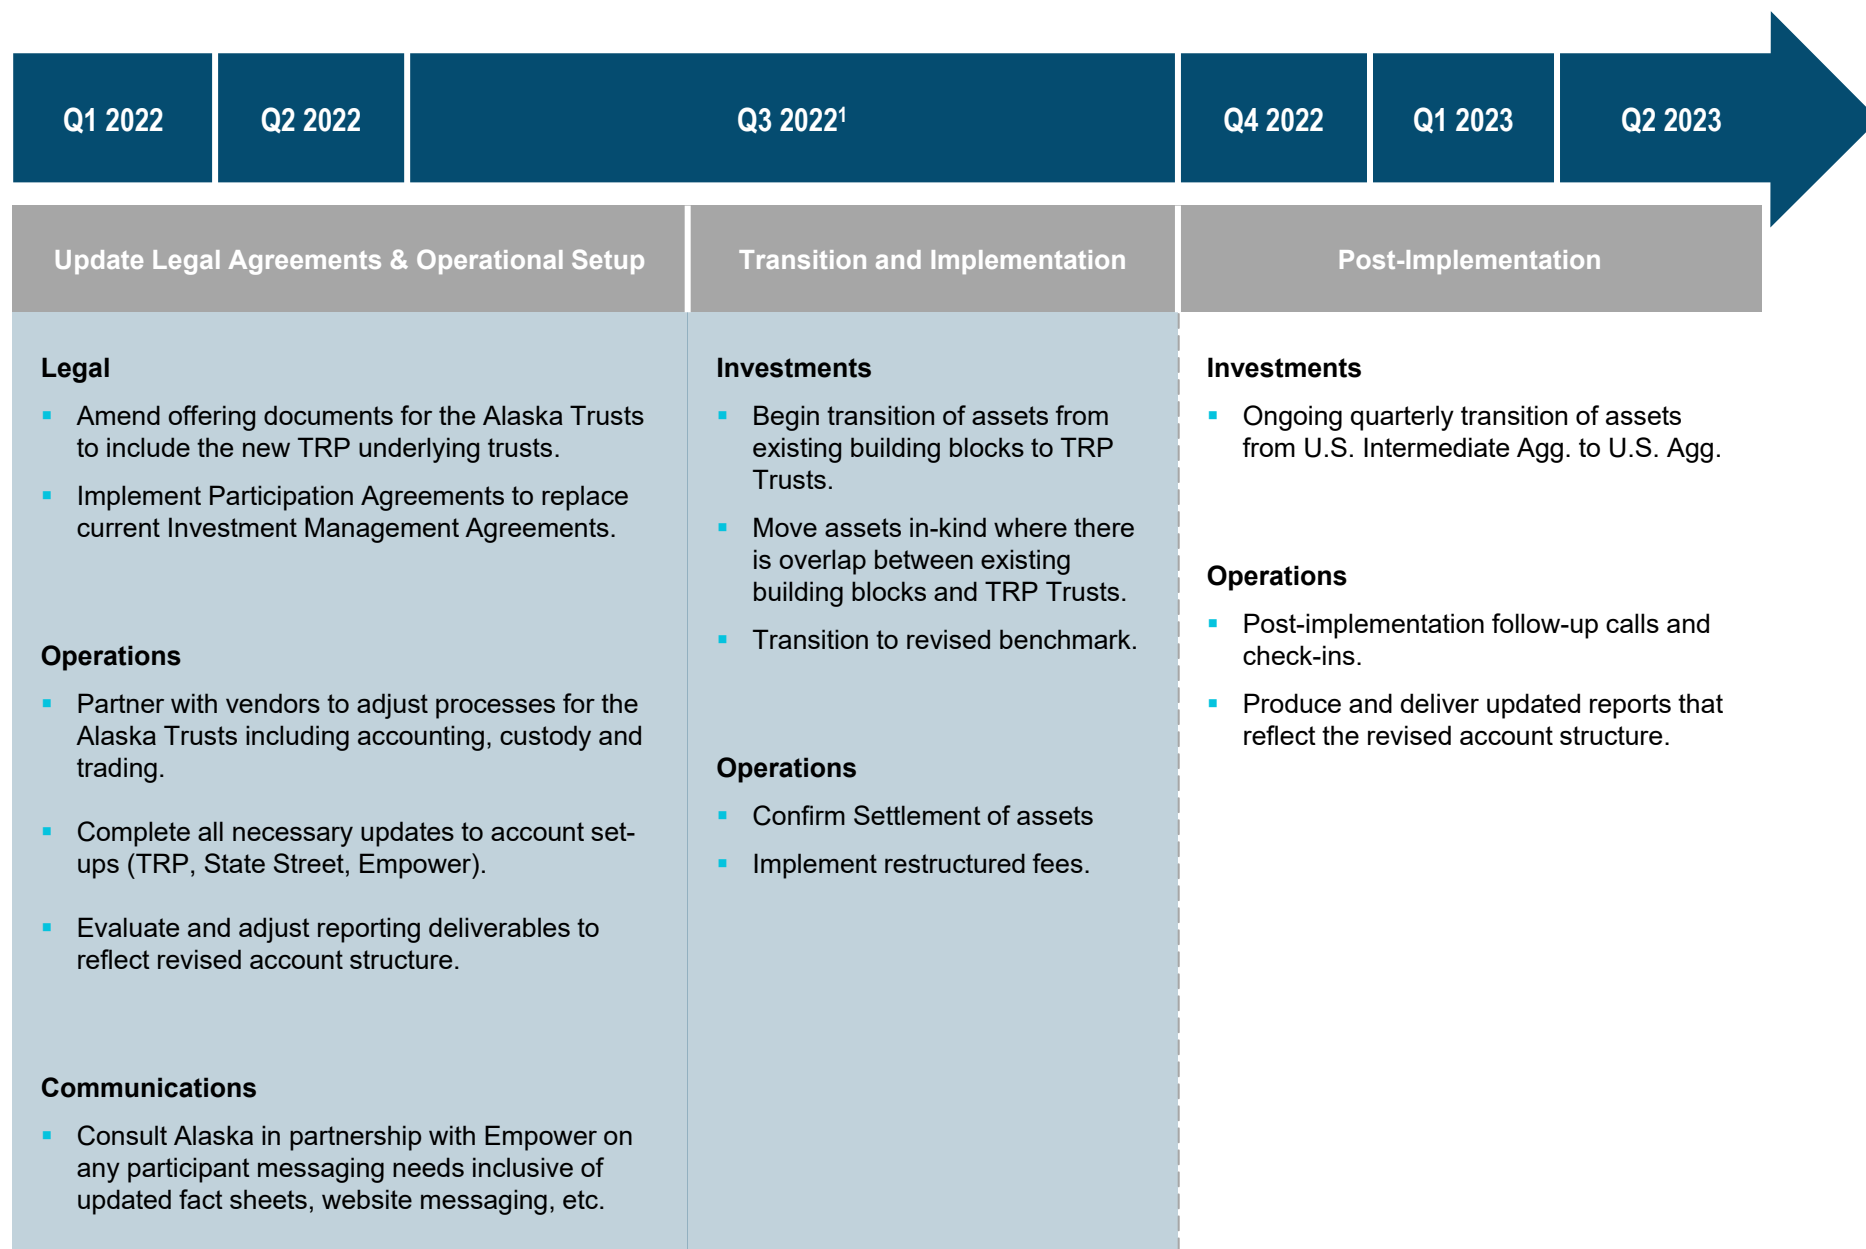 Q1 2022
Q2 2022
Q3 2022¹
Q4 2022
Q1 2023
Q2 2023
Update Legal Agreements & Operational Setup
Transition and Implementation
Post-Implementation
Legal
▪ Amend offering documents for the Alaska Trusts
to include the new TRP underlying trusts.
▪ Implement Participation Agreements to replace
current Investment Management Agreements.
Operations
▪ Partner with vendors to adjust processes for the
Alaska Trusts including accounting, custody and
trading.
▪ Complete all necessary updates to account set-
ups (TRP, State Street, Empower).
▪ Evaluate and adjust reporting deliverables to
reflect revised account structure.
Communications
▪ Consult Alaska in partnership with Empower on
any participant messaging needs inclusive of
updated fact sheets, website messaging, etc.
Investments
▪ Begin transition of assets from
existing building blocks to TRP
Trusts.
▪ Move assets in-kind where there
is overlap between existing
building blocks and TRP Trusts.
▪ Transition to revised benchmark.
Operations
▪ Confirm Settlement of assets
▪ Implement restructured fees.
Investments
▪ Ongoing quarterly transition of assets
from U.S. Intermediate Agg. to U.S. Agg.
Operations
▪ Post-implementation follow-up calls and
check-ins.
▪ Produce and deliver updated reports that
reflect the revised account structure.